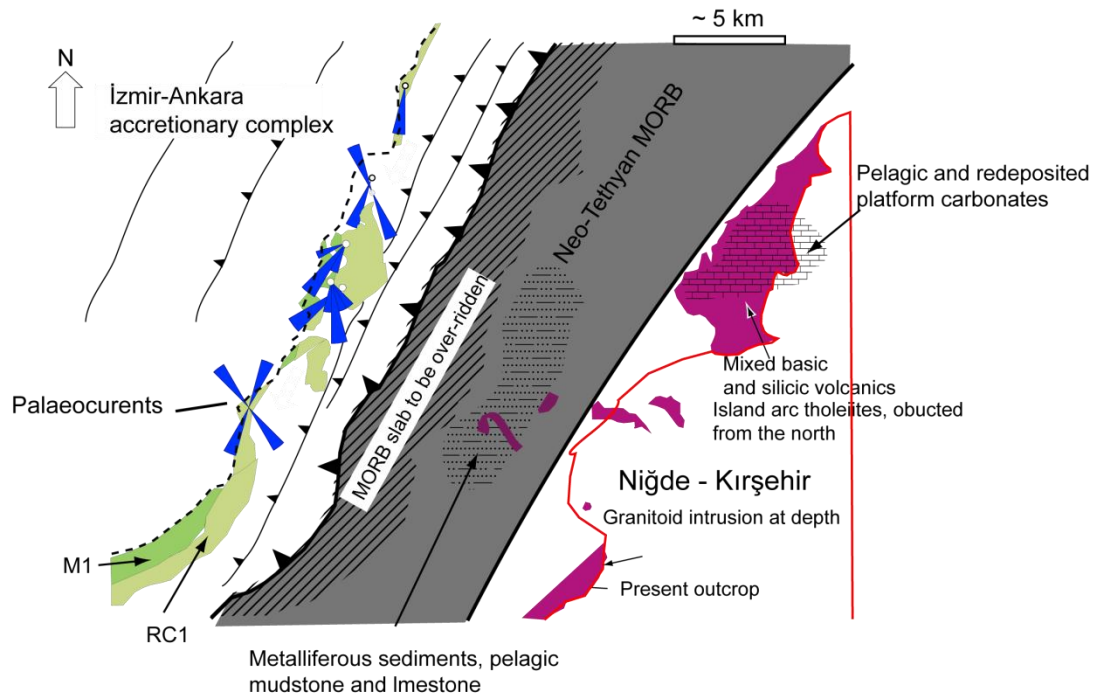 ~ 5 km
N
İzmir-Ankara
accretionary complex
Neo-Tethyan MORB
Pelagic and redeposited
platform carbonates
MORB slab to be over-ridden
Mixed basic
and silicic volcanics
Island arc tholeiites, obucted
from the north
Palaeocurents
Niğde - Kırşehir
Granitoid intrusion at depth
M1
Present outcrop
RC1
Metalliferous sediments, pelagic
mudstone and lmestone